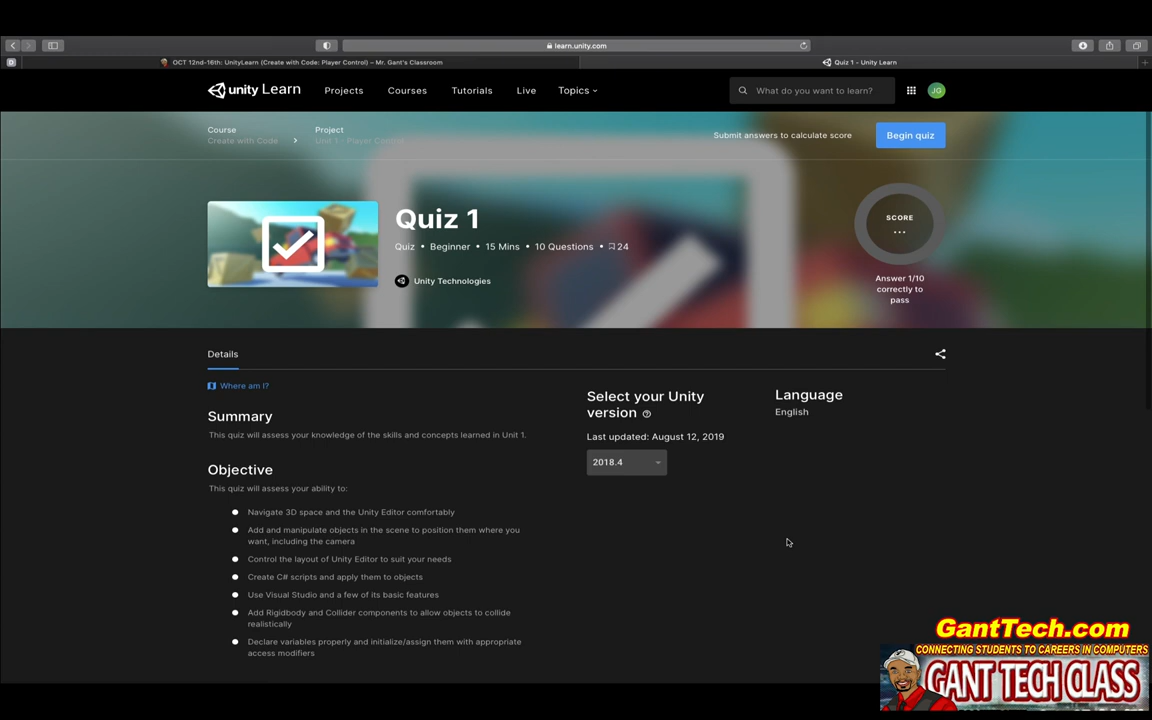 learn.unity.com
OCT 12nd-16th: UnityLearn (Create with Code: Player Control) – Mr. Gant's Classroom
Quiz 1 - Unity Learn
unity Learn
Projects
Courses
Tutorials
Live
Topics
What do you want to learn?
JG
Course
Project
Create with Code
Unit 1 - Player Control
Submit answers to calculate score
Begin quiz
Quiz 1
Quiz • Beginner • 15 Mins • 10 Questions • 24
Unity Technologies
SCORE
...
Answer 1/10
correctly to
pass
Details
Where am I?
Summary
This quiz will assess your knowledge of the skills and concepts learned in Unit 1.
Objective
This quiz will assess your ability to:
Navigate 3D space and the Unity Editor comfortably
Add and manipulate objects in the scene to position them where you
want, including the camera
Control the layout of Unity Editor to suit your needs
Create C# scripts and apply them to objects
Use Visual Studio and a few of its basic features
Add Rigidbody and Collider components to allow objects to collide
realistically
Declare variables properly and initialize/assign them with appropriate
access modifiers
Select your Unity
version
Last updated: August 12, 2019
2018.4
Language
English
GantTech.com
CONNECTING STUDENTS TO CAREERS IN COMPUTERS
GANT TECH CLASS